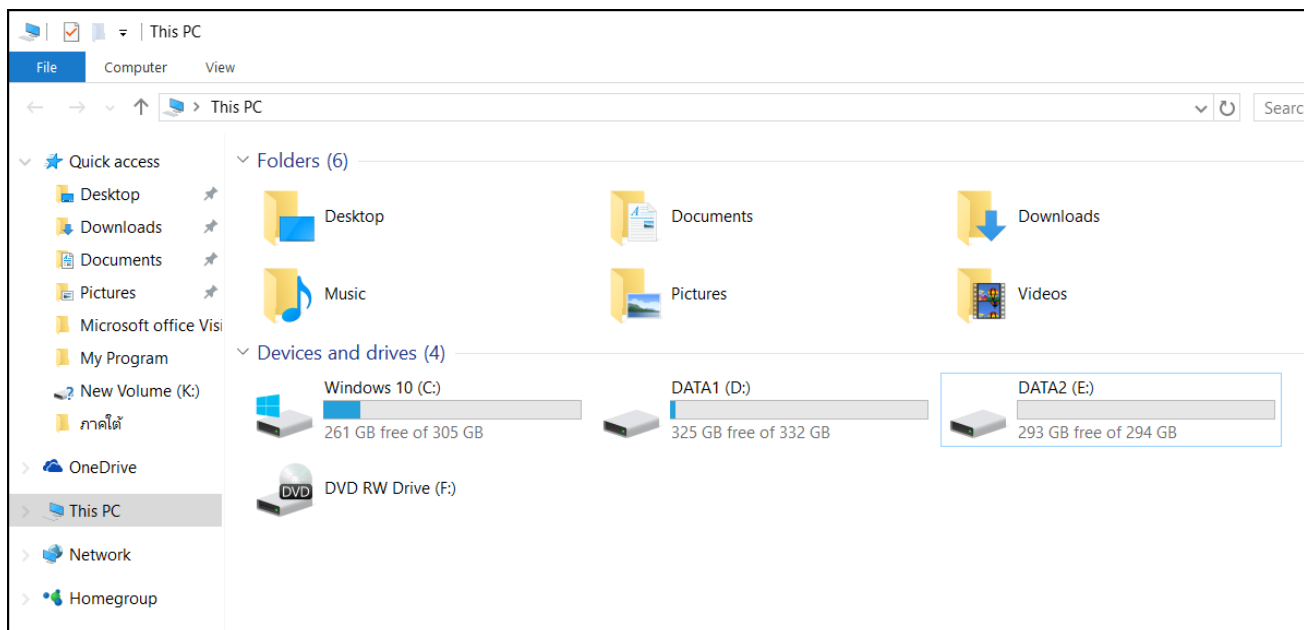 This PC
File Computer View
This PC
Searc
Quick access
Desktop
Downloads
Documents
Pictures
Microsoft office Visi
My Program
New Volume (K:)
ภาคใต้
OneDrive
This PC
Network
Homegroup
Folders (6)
Desktop Documents Downloads
Music Pictures Videos
Devices and drives (4)
Windows 10 (C:)
261 GB free of 305 GB
DATA1 (D:)
325 GB free of 332 GB
DATA2 (E:)
293 GB free of 294 GB
DVD
DVD RW Drive (F:)